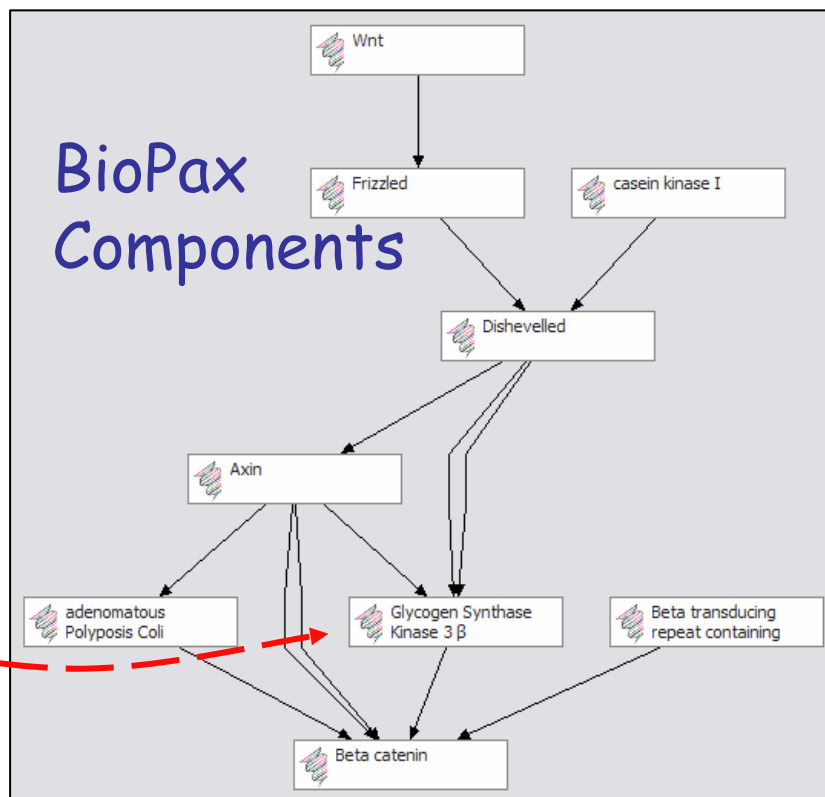 Wnt
BioPax
Components
Frizzled
casein kinase I
Dishevelled
Axin
adenomatous
Polyposis Coli
Glycogen Synthase
Kinase 3 β
Beta transducing
repeat containing
Beta catenin